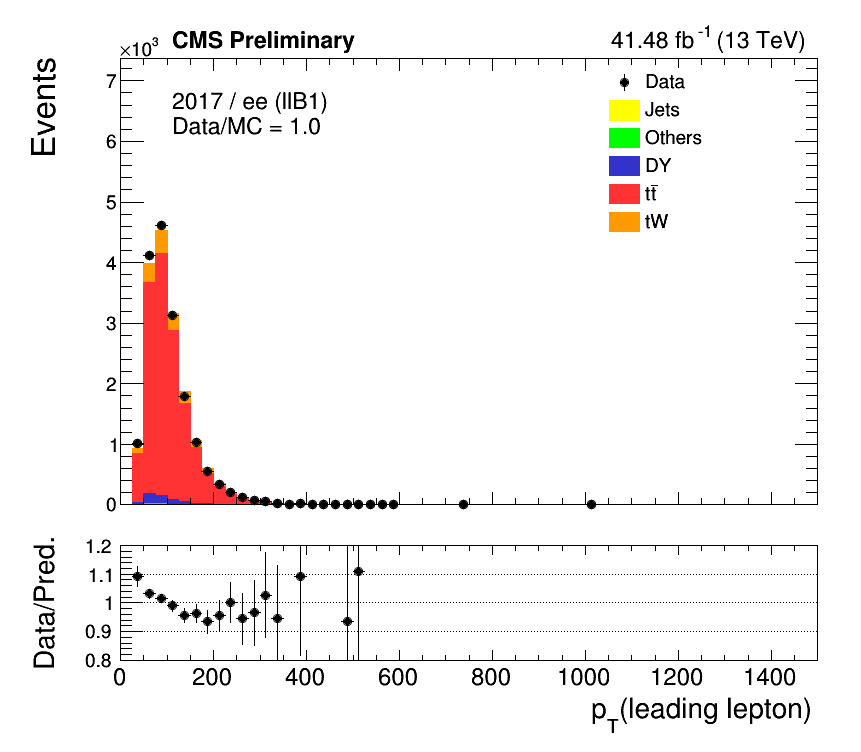 ×10³ CMS Preliminary 41.48 fb⁻¹ (13 TeV)
Events
2017 / ee (llB1)
Data/MC = 1.0
Data
Jets
Others
DY
tt̄
tW
7
6
5
4
3
2
1
0
Data/Pred.
1.2
1.1
1
0.9
0.8
0 200 400 600 800 1000 1200 1400
p_T(leading lepton)